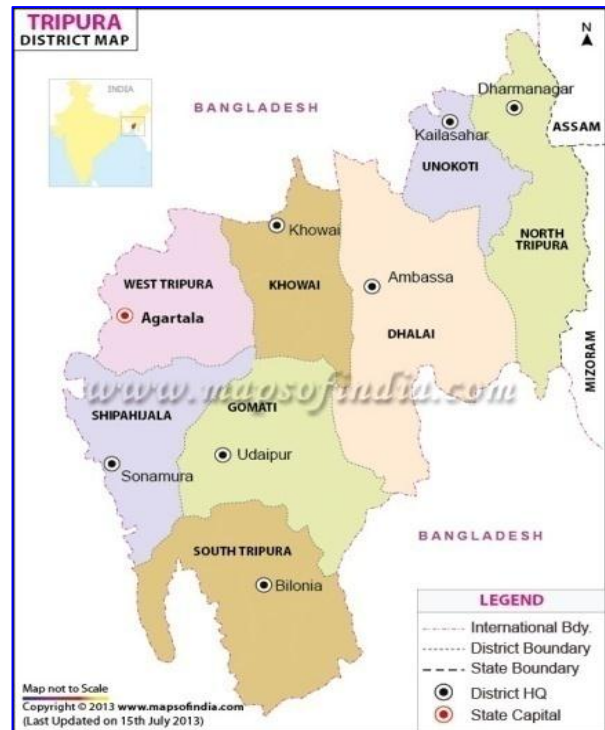 TRIPURA
DISTRICT MAP
N
INDIA
BANGLADESH
Dharmanagar
Kailasahar
ASSAM
UNOKOTI
NORTH
TRIPURA
Khowai
WEST TRIPURA
KHOWAI
Ambassa
Agartala
DHALAI
MIZORAM
www.mapsofindia.com
SHIPAHIJALA
GOMATI
Udaipur
Sonamura
BANGLADESH
SOUTH TRIPURA
Bilonia
LEGEND
International Bdy.
District Boundary
State Boundary
District HQ
State Capital
Map not to Scale
Copyright © 2013 www.mapsofindia.com
(Last Updated on 15th July 2013)